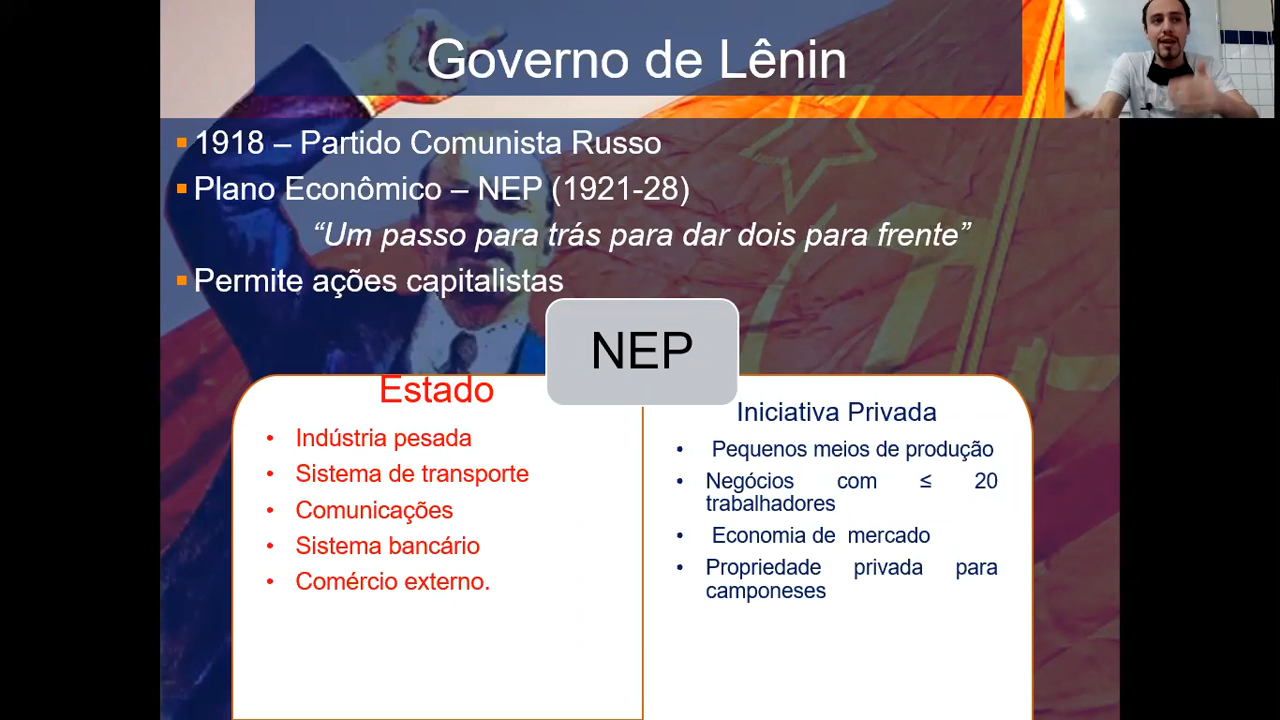 Governo de Lênin
1918 – Partido Comunista Russo
Plano Econômico – NEP (1921-28)
“Um passo para trás para dar dois para frente”
Permite ações capitalistas
NEP
Estado
• Indústria pesada
• Sistema de transporte
• Comunicações
• Sistema bancário
• Comércio externo.
Iniciativa Privada
• Pequenos meios de produção
• Negócios com ≤ 20
trabalhadores
• Economia de mercado
• Propriedade privada para
camponeses